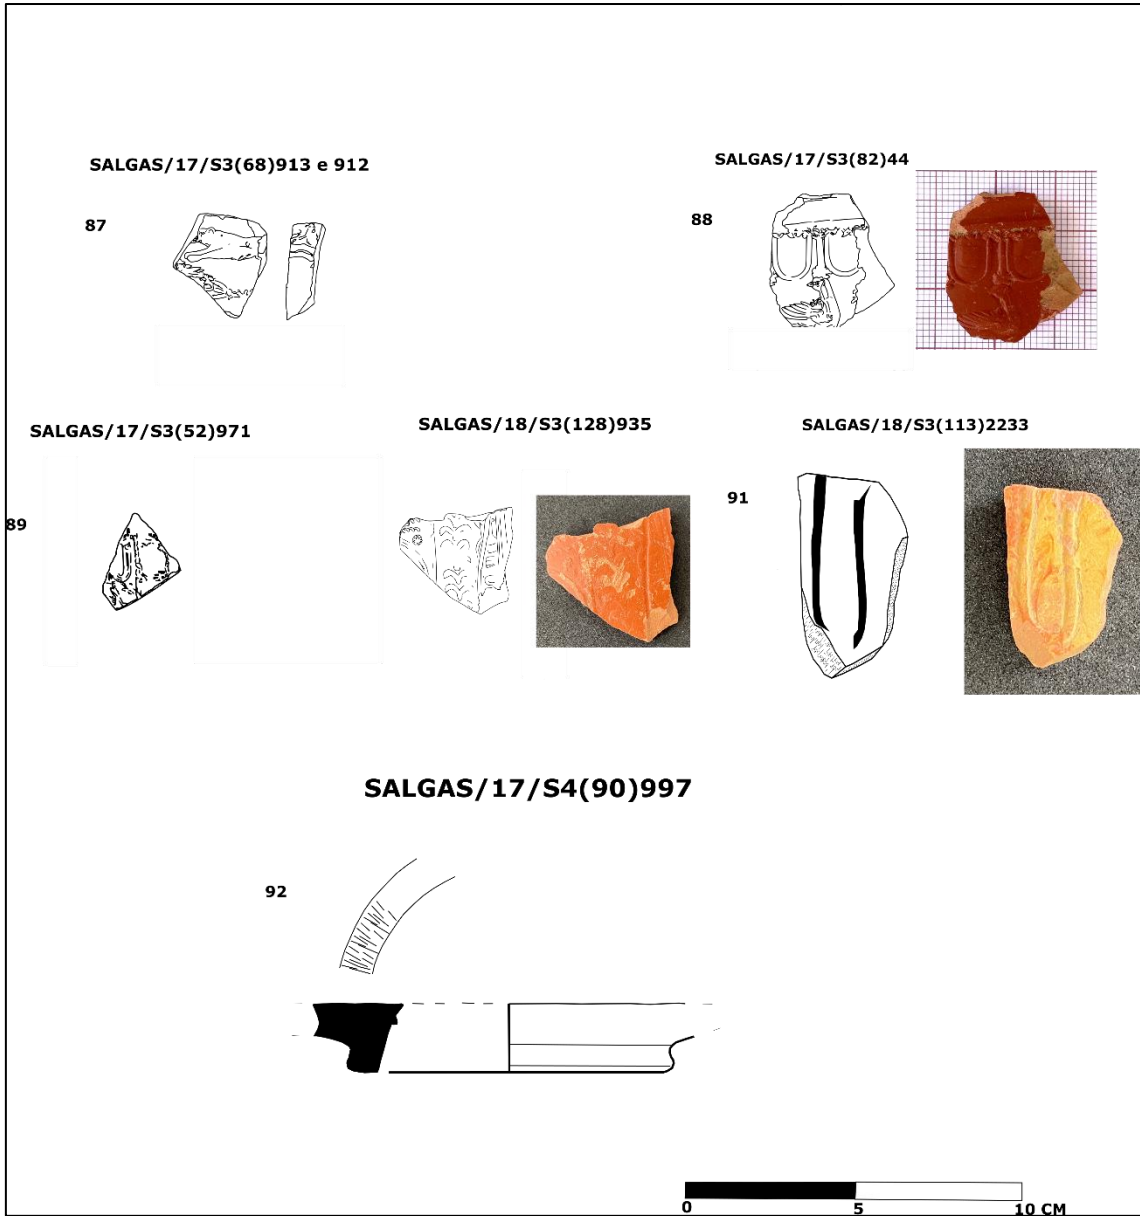 SALGAS/17/S3(68)913 e 912
87
SALGAS/17/S3(82)44
88
SALGAS/17/S3(52)971
89
SALGAS/18/S3(128)935
SALGAS/18/S3(113)2233
91
SALGAS/17/S4(90)997
92
0 5 10 CM